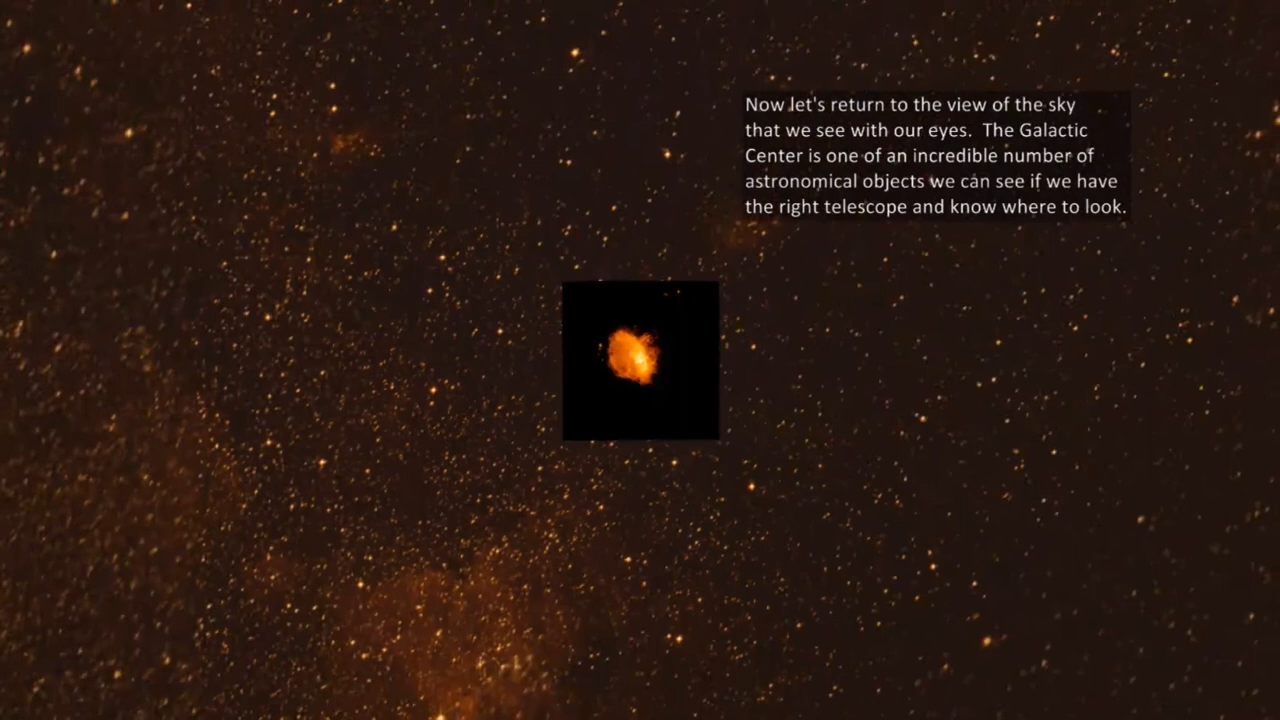 Now let's return to the view of the sky
that we see with our eyes.  The Galactic
Center is one of an incredible number of
astronomical objects we can see if we have
the right telescope and know where to look.